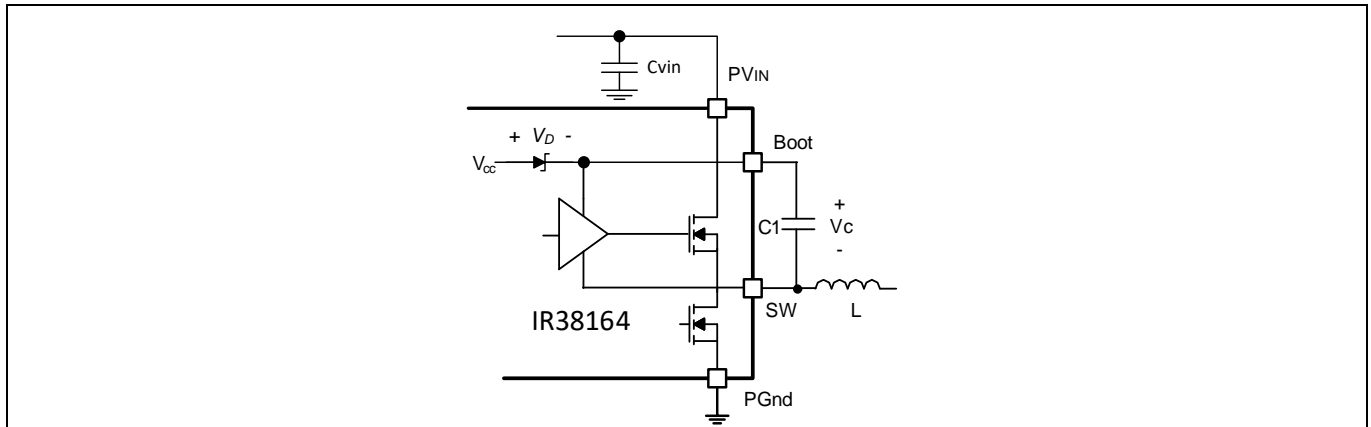 Cvin
PVIN
+ VD -
Boot
Vcc
+
C1
Vc
-
SW
L
IR38164
PGnd